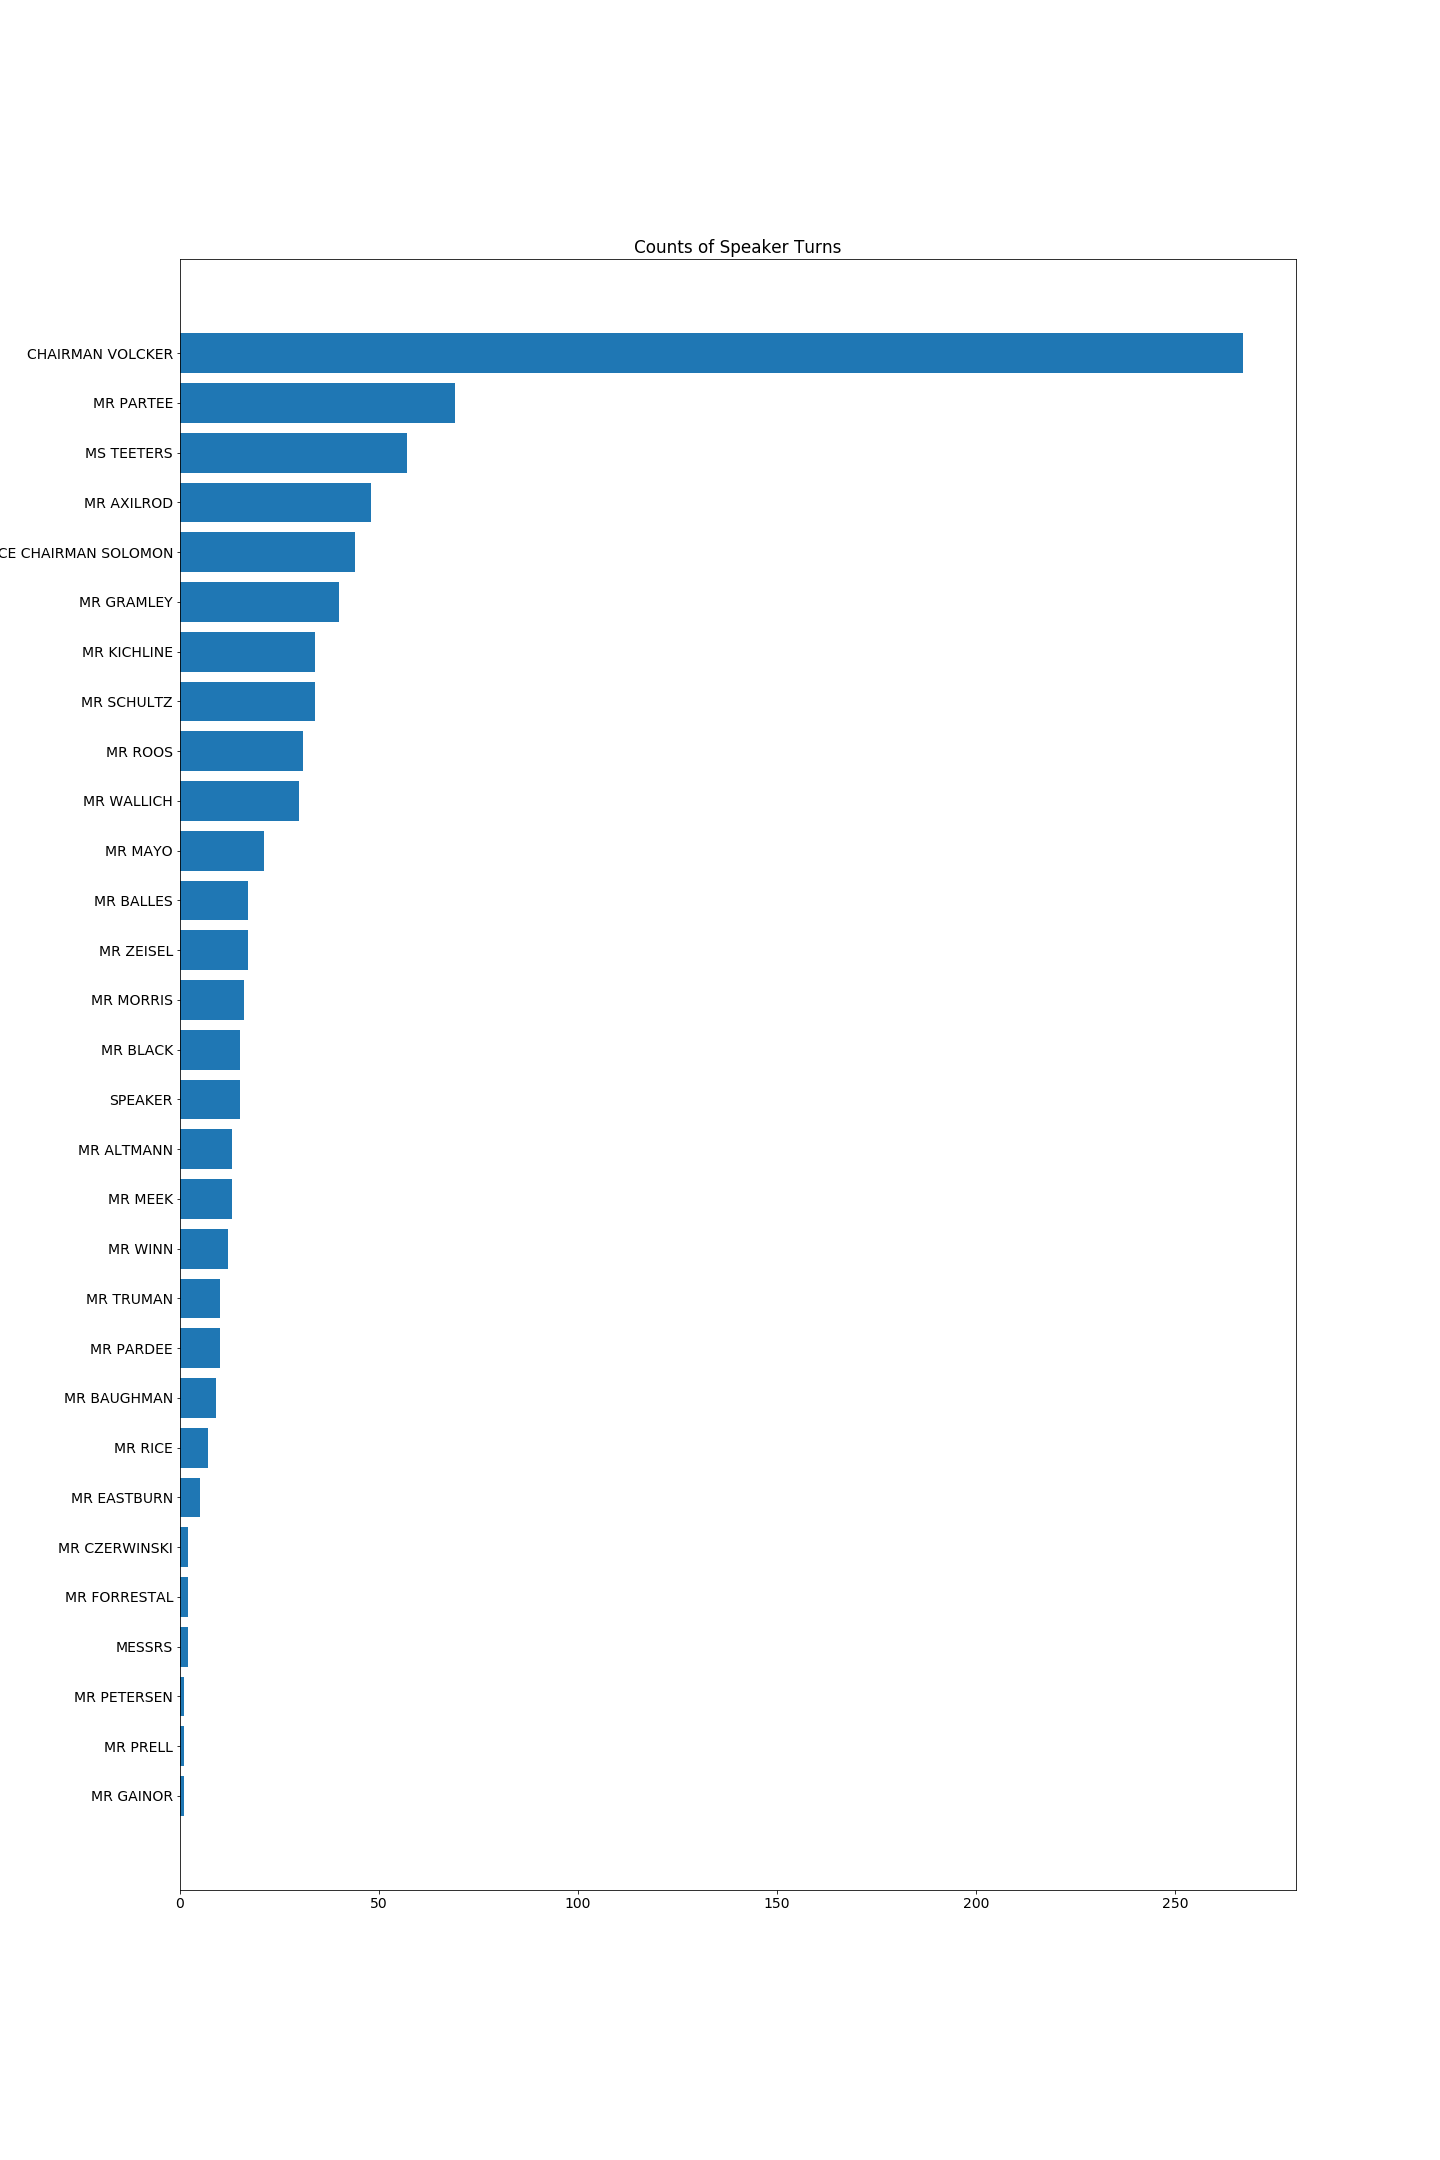 Counts of Speaker Turns
CHAIRMAN VOLCKER
MR PARTEE
MS TEETERS
MR AXILROD
CE CHAIRMAN SOLOMON
MR GRAMLEY
MR KICHLINE
MR SCHULTZ
MR ROOS
MR WALLICH
MR MAYO
MR BALLES
MR ZEISEL
MR MORRIS
MR BLACK
SPEAKER
MR ALTMANN
MR MEEK
MR WINN
MR TRUMAN
MR PARDEE
MR BAUGHMAN
MR RICE
MR EASTBURN
MR CZERWINSKI
MR FORRESTAL
MESSRS
MR PETERSEN
MR PRELL
MR GAINOR
0 50 100 150 200 250